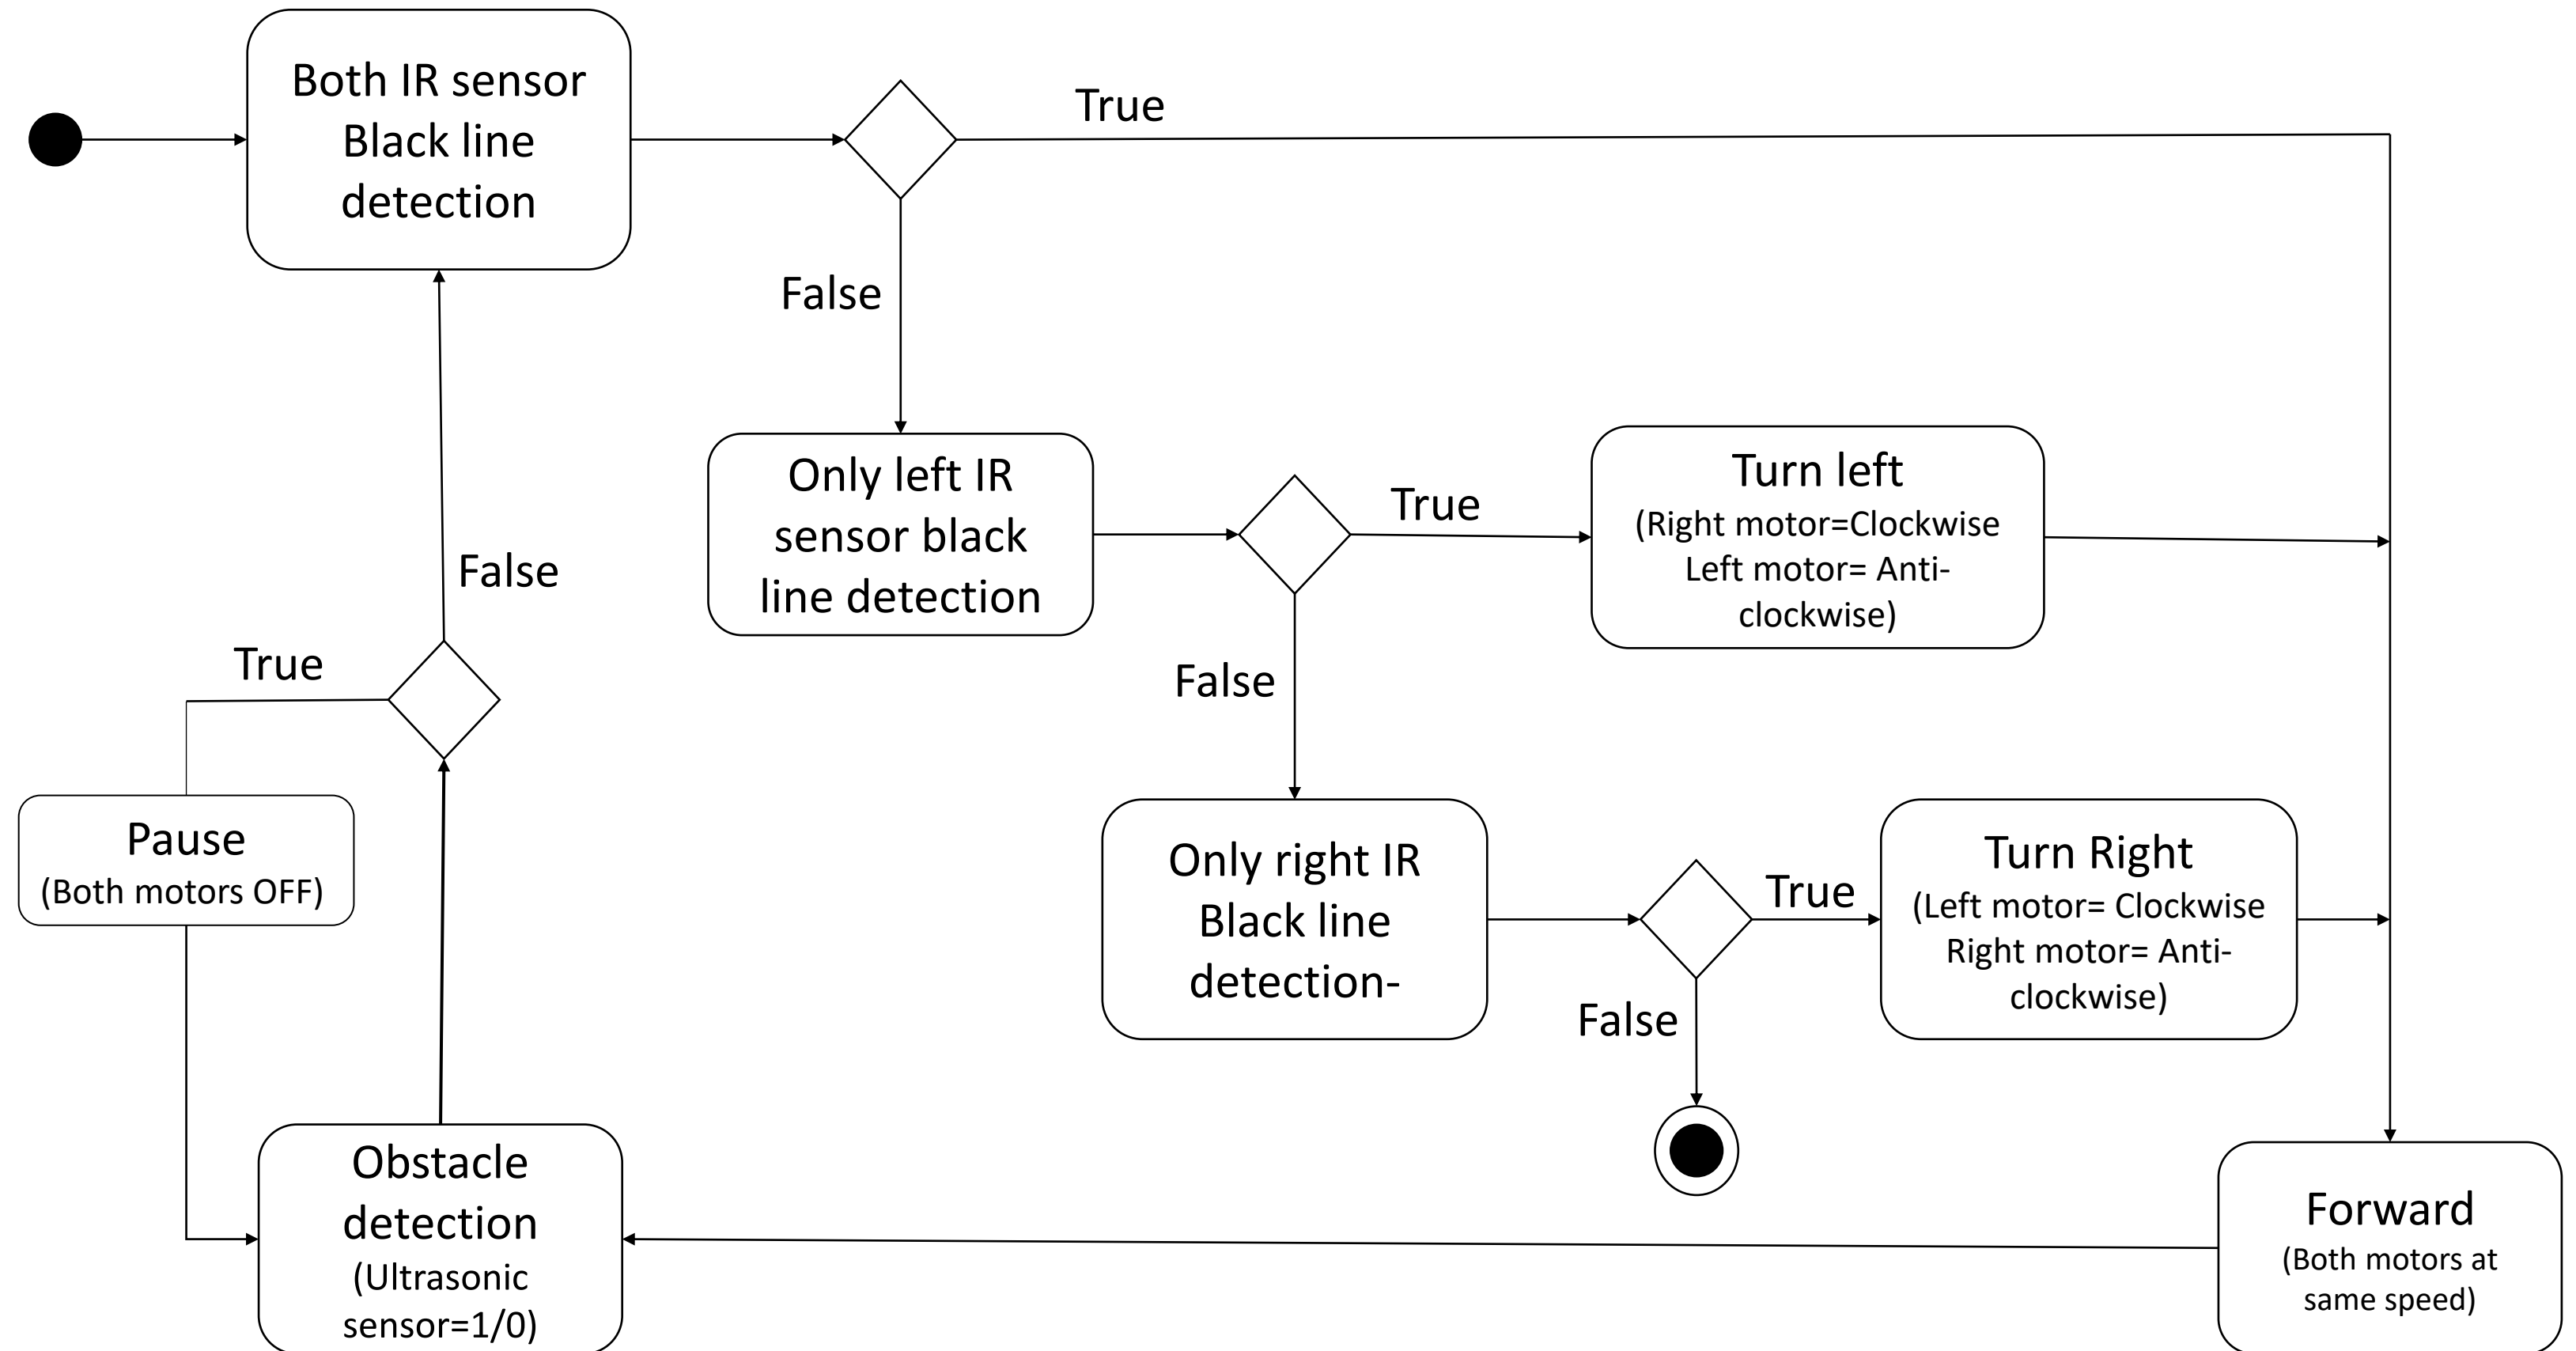 Both IR sensor
Black line
detection
True
False
Only left IR
sensor black
line detection
True
Turn left
(Right motor=Clockwise
Left motor= Anti-
clockwise)
False
False
True
Pause
(Both motors OFF)
Only right IR
Black line
detection-
True
Turn Right
(Left motor= Clockwise
Right motor= Anti-
clockwise)
False
Obstacle
detection
(Ultrasonic
sensor=1/0)
Forward
(Both motors at
same speed)